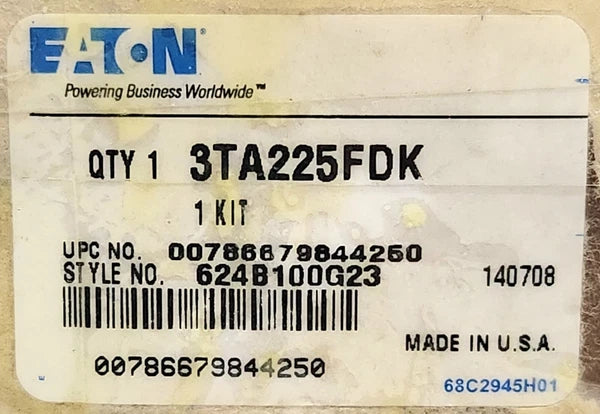 EATON
Powering Business Worldwide™
QTY 1 3TA225FDK
1 KIT
UPC NO. 00786679844250
STYLE NO. 624B100G23 140708
MADE IN U.S.A.
00786679844250
68C2945H01